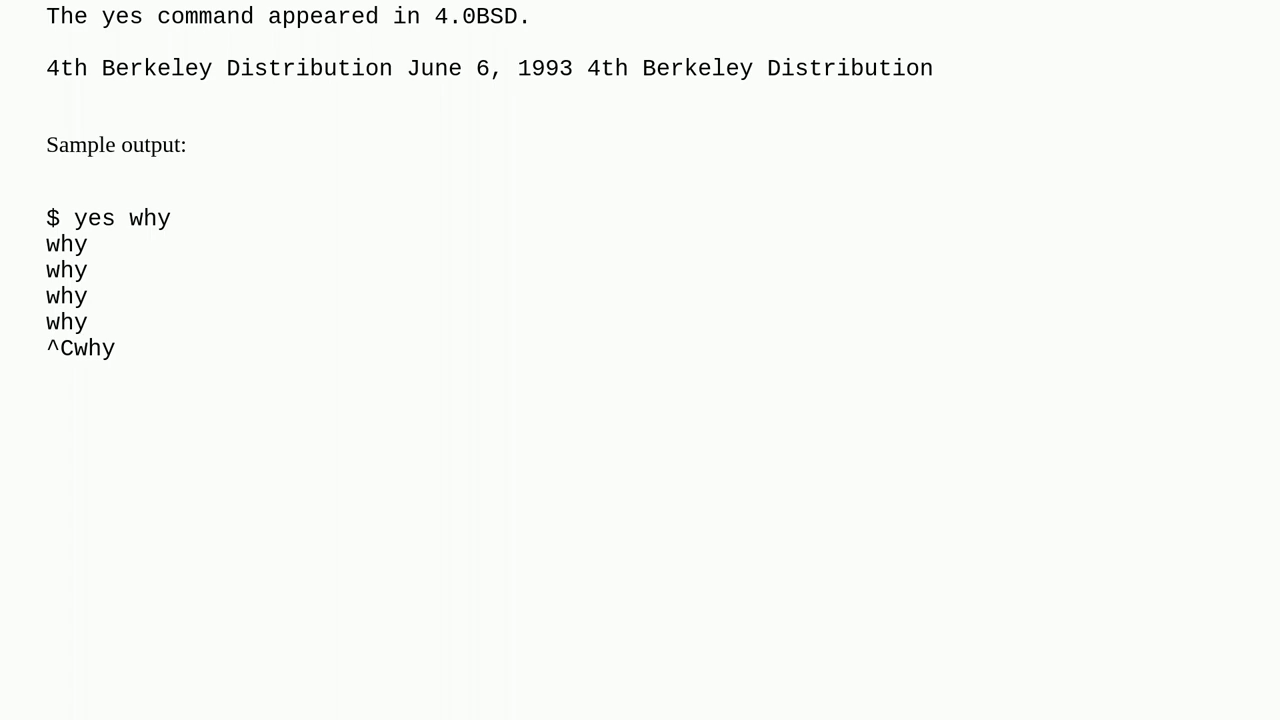 The yes command appeared in 4.0BSD.
4th Berkeley Distribution June 6, 1993 4th Berkeley Distribution
Sample output:
$ yes why
why
why
why
why
^Cwhy